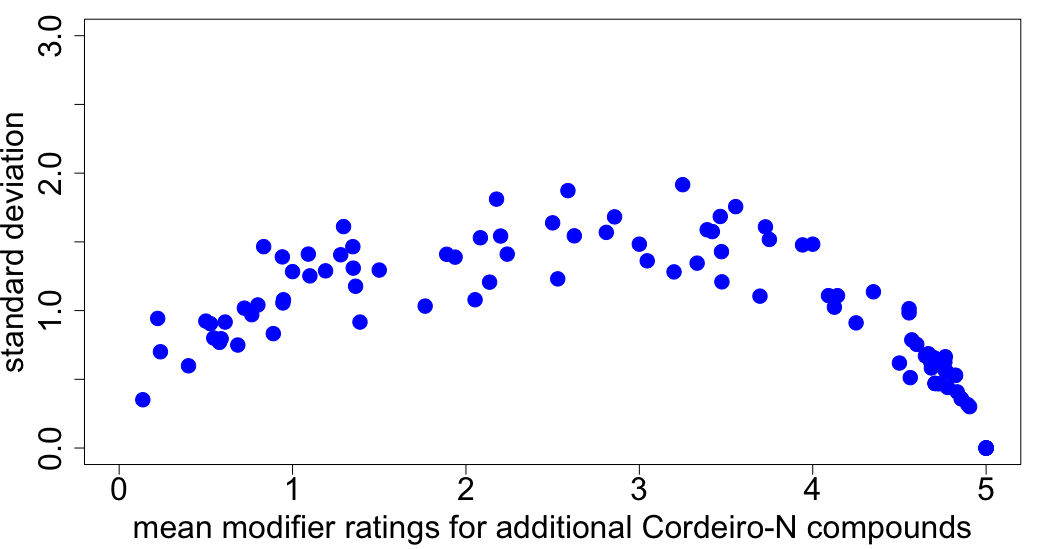 3.0
2.0
1.0
0.0
standard deviation
0 1 2 3 4 5
mean modifier ratings for additional Cordeiro-N compounds